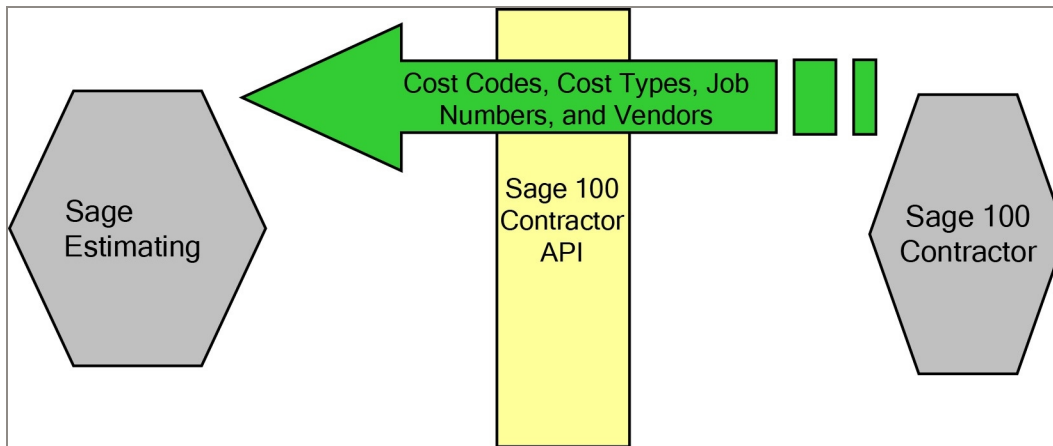 Cost Codes, Cost Types, Job
Numbers, and Vendors
Sage
Estimating
Sage 100
Contractor
API
Sage 100
Contractor